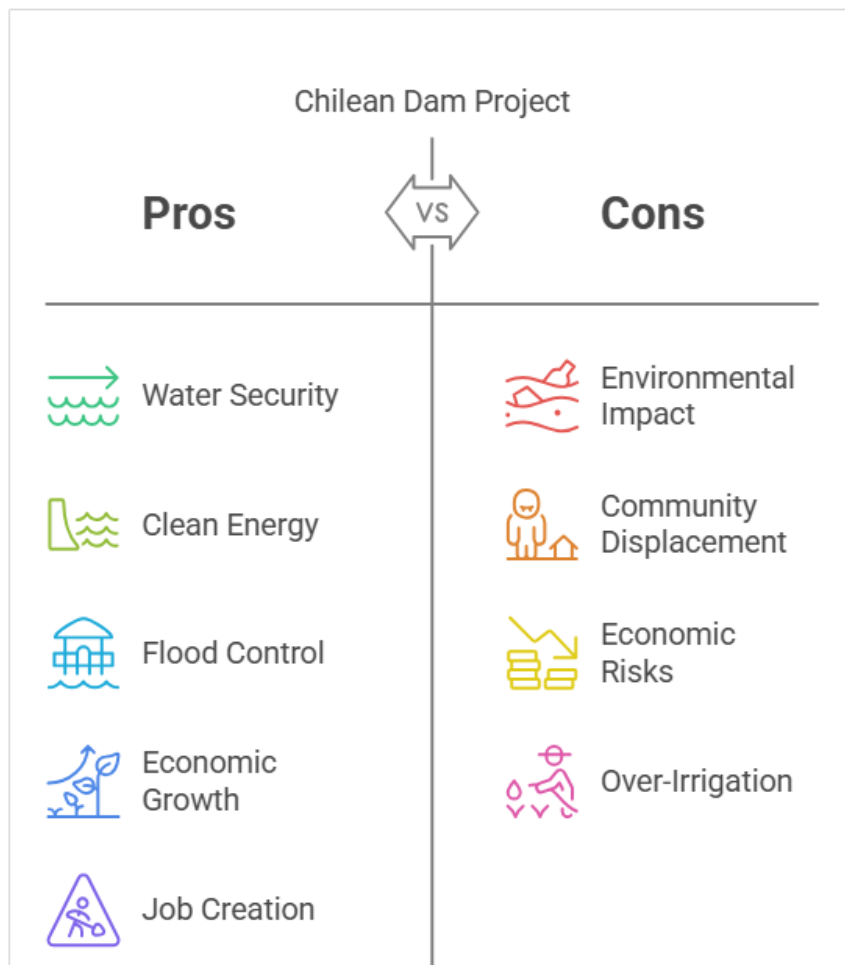 Chilean Dam Project
Pros
VS
Cons
Water Security
Clean Energy
Flood Control
Economic
Growth
Job Creation
Environmental
Impact
Community
Displacement
Economic
Risks
Over-Irrigation